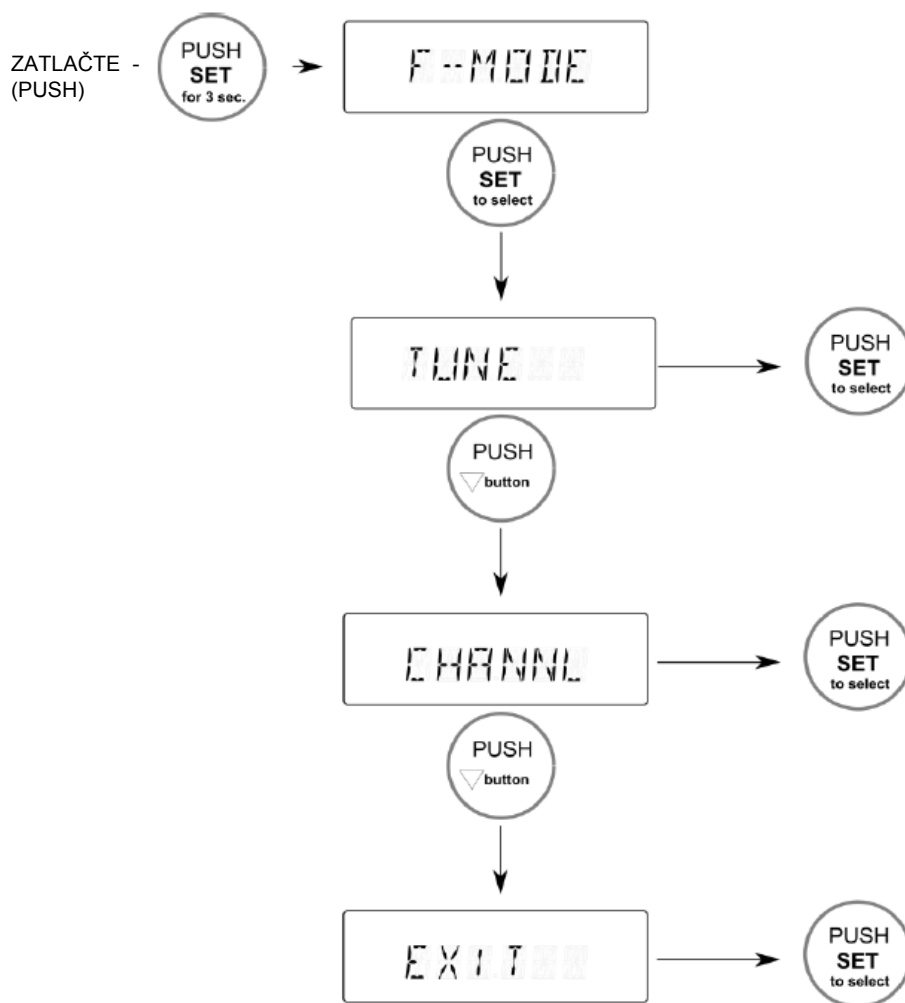 ZATLAČTE -
(PUSH)
PUSH
SET
for 3 sec.
F--MODE
PUSH
SET
to select
TUNE
PUSH
SET
to select
PUSH
▽button
CHANNL
PUSH
SET
to select
PUSH
▽button
EXIT
PUSH
SET
to select